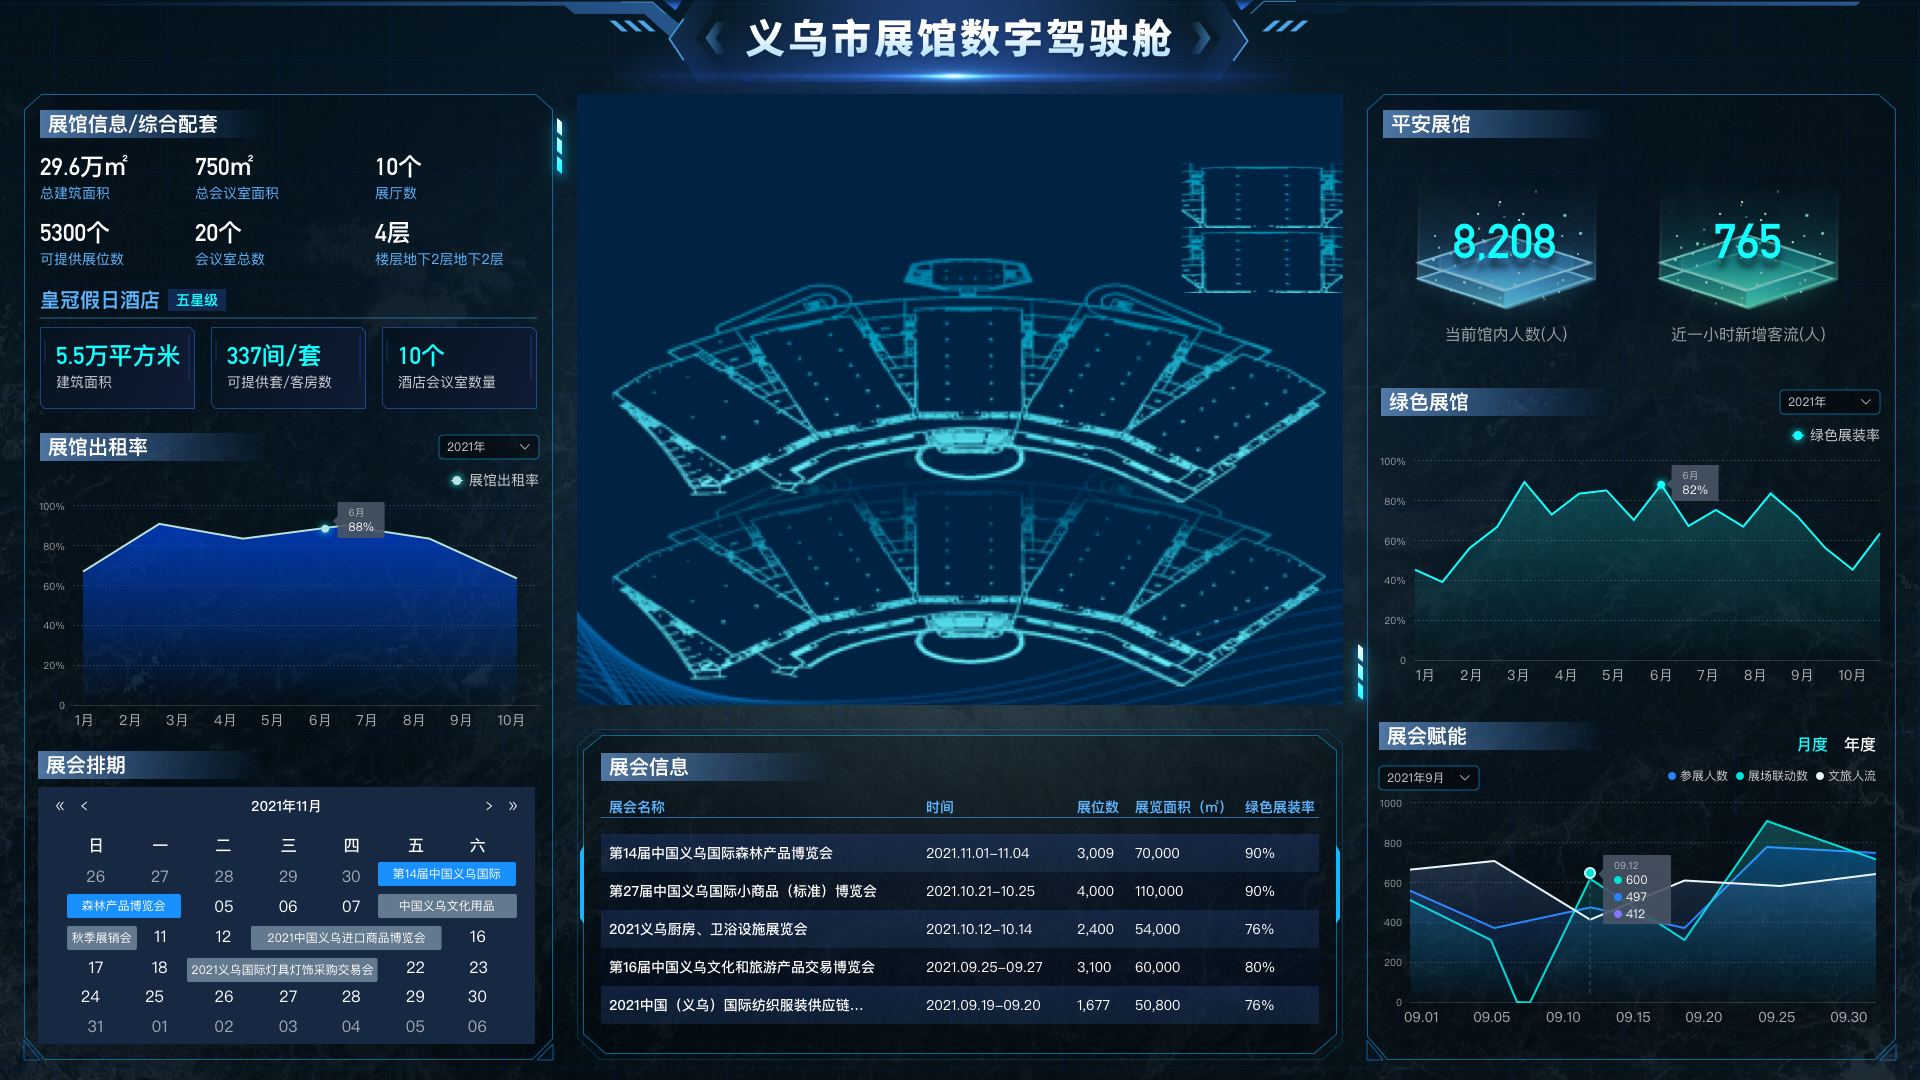 义乌市展馆数字驾驶舱
展馆信息/综合配套
29.6万㎡ 750㎡ 10个
总建筑面积 总会议室面积 展厅数
5300个 20个 4层
可提供展位数 会议室总数 楼层地下2层地下2层
皇冠假日酒店 五星级
5.5万平方米 337间/套 10个
建筑面积 可提供套/客房数 酒店会议室数量
展馆出租率
2021年
展馆出租率
100%
80%
60%
40%
20%
0
6月
88%
1月 2月 3月 4月 5月 6月 7月 8月 9月 10月
展会排期
« < 2021年11月 > »
日 一 二 三 四 五 六
26 27 28 29 30 第14届中国义乌国际
森林产品博览会 05 06 07 中国义乌文化用品
秋季展销会 11 12 2021中国义乌进口商品博览会 16
17 18 2021义乌国际灯具灯饰采购交易会 22 23
24 25 26 27 28 29 30
31 01 02 03 04 05 06
展会信息
展会名称 时间 展位数 展览面积（㎡） 绿色展装率
第14届中国义乌国际森林产品博览会 2021.11.01-11.04 3,009 70,000 90%
第27届中国义乌国际小商品（标准）博览会 2021.10.21-10.25 4,000 110,000 90%
2021义乌厨房、卫浴设施展览会 2021.10.12-10.14 2,400 54,000 76%
第16届中国义乌文化和旅游产品交易博览会 2021.09.25-09.27 3,100 60,000 80%
2021中国（义乌）国际纺织服装供应链... 2021.09.19-09.20 1,677 50,800 76%
平安展馆
8,208 765
当前馆内人数(人) 近一小时新增客流(人)
绿色展馆
2021年
绿色展装率
100%
80%
60%
40%
20%
0
6月
82%
1月 2月 3月 4月 5月 6月 7月 8月 9月 10月
展会赋能
月度 年度
2021年9月
参展人数 展场联动数 文旅人流
1000
800
600
400
200
0
09.12
600
497
412
09.01 09.05 09.10 09.15 09.20 09.25 09.30